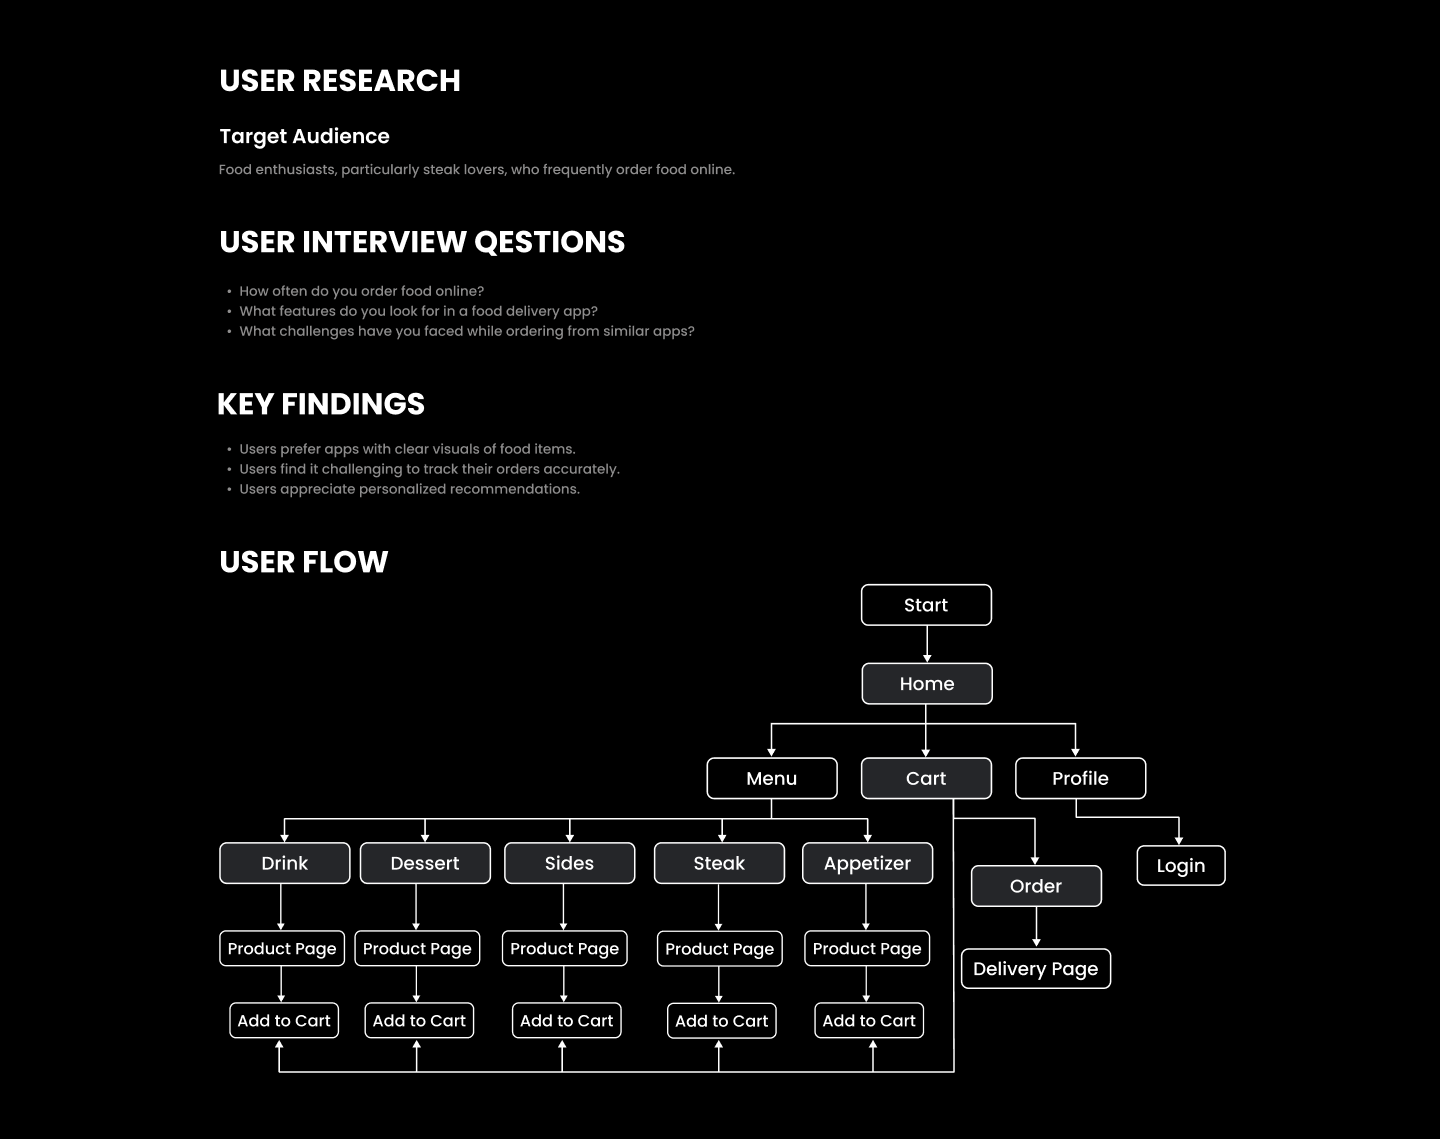 USER RESEARCH
Target Audience
Food enthusiasts, particularly steak lovers, who frequently order food online.
USER INTERVIEW QESTIONS
• How often do you order food online?
• What features do you look for in a food delivery app?
• What challenges have you faced while ordering from similar apps?
KEY FINDINGS
• Users prefer apps with clear visuals of food items.
• Users find it challenging to track their orders accurately.
• Users appreciate personalized recommendations.
USER FLOW
Start
Home
Menu
Cart
Profile
Drink
Dessert
Sides
Steak
Appetizer
Login
Order
Product Page
Product Page
Product Page
Product Page
Product Page
Delivery Page
Add to Cart
Add to Cart
Add to Cart
Add to Cart
Add to Cart